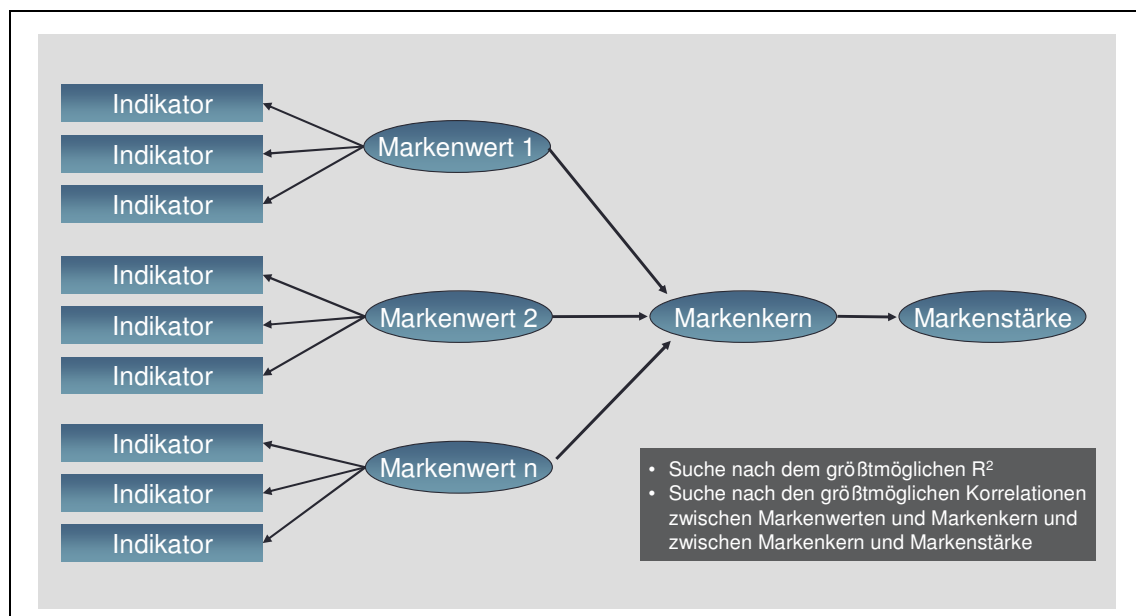 Indikator
Indikator
Indikator
Markenwert 1
Indikator
Indikator
Indikator
Markenwert 2
Markenkern
Markenstärke
Indikator
Indikator
Indikator
Markenwert n
• Suche nach dem größtmöglichen R²
• Suche nach den größtmöglichen Korrelationen
zwischen Markenwerten und Markenkern und
zwischen Markenkern und Markenstärke